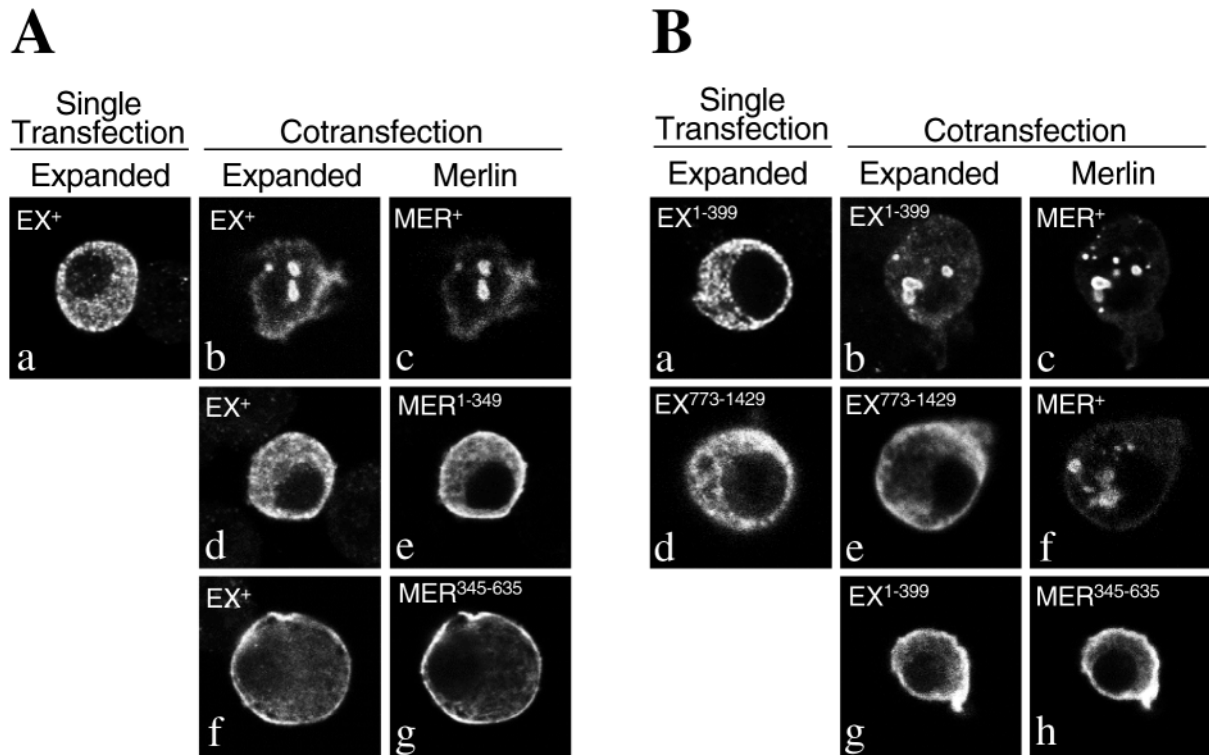 A
Single
Transfection
Cotransfection
Expanded
Expanded
Merlin
EX⁺
a
EX⁺
b
MER⁺
c
EX⁺
d
MER¹⁻³⁴⁹
e
EX⁺
f
MER³⁴⁵⁻⁶³⁵
g
B
Single
Transfection
Cotransfection
Expanded
Expanded
Merlin
EX¹⁻³⁹⁹
a
EX¹⁻³⁹⁹
b
MER⁺
c
EX⁷⁷³⁻¹⁴²⁹
d
EX⁷⁷³⁻¹⁴²⁹
e
MER⁺
f
EX¹⁻³⁹⁹
g
MER³⁴⁵⁻⁶³⁵
h